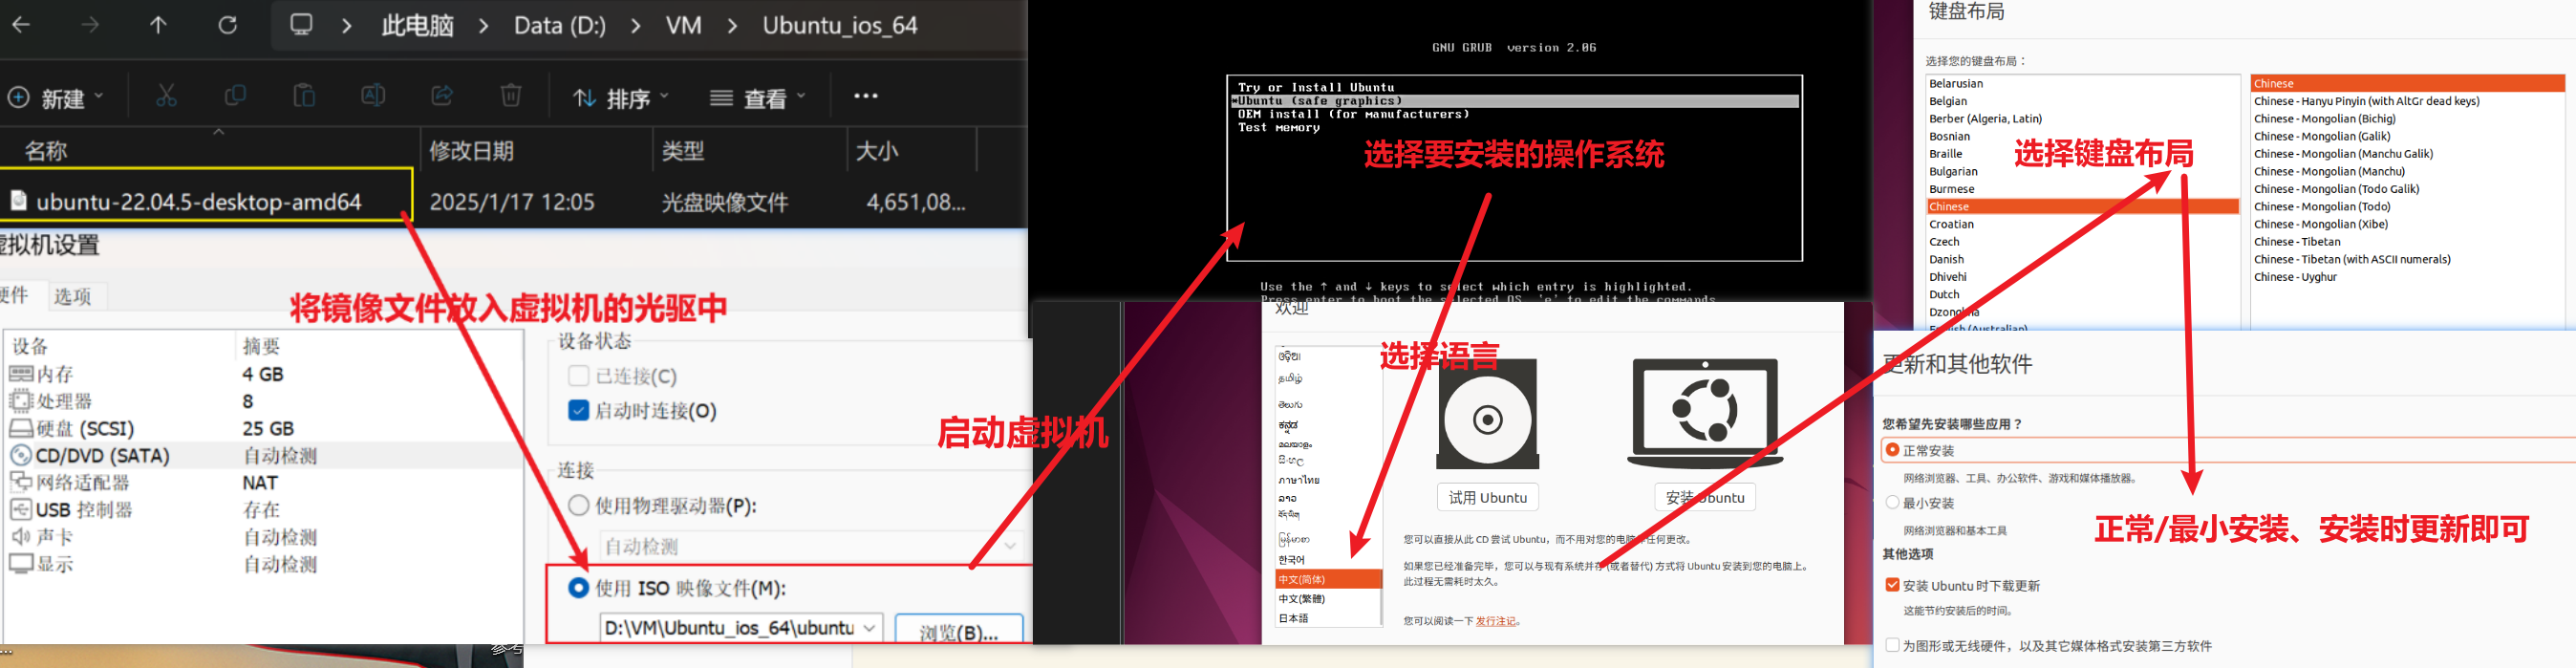 此电脑 > Data (D:) > VM > Ubuntu_ios_64
新建 排序 查看 ···
名称 修改日期 类型 大小
ubuntu-22.04.5-desktop-amd64 2025/1/17 12:05 光盘映像文件 4,651,08...
虚拟机设置
硬件 选项
将镜像文件放入虚拟机的光驱中
设备 摘要
内存 4 GB
处理器 8
硬盘 (SCSI) 25 GB
CD/DVD (SATA) 自动检测
网络适配器 NAT
USB 控制器 存在
声卡 自动检测
显示 自动检测
设备状态
已连接(C)
启动时连接(O)
连接
使用物理驱动器(P):
自动检测
使用 ISO 映像文件(M):
D:\VM\Ubuntu_ios_64\ubuntu
浏览(B)...
参考
启动虚拟机
GNU GRUB version 2.06
Try or Install Ubuntu
*Ubuntu (safe graphics)
OEM install (for manufacturers)
Test memory
选择要安装的操作系统
Use the ↑ and ↓ keys to select which entry is highlighted.
Press enter to boot the selected OS, 'e' to edit the commands
欢迎
选择语言
ଓଡ଼ିଆ
தமிழ்
తెలుగు
ಕನ್ನಡ
മലയാളം
සිංහල
ภาษาไทย
ລາວ
རྫོང་ཁ
မြန်မာစာ
한국어
中文(简体)
中文(繁體)
日本語
试用 Ubuntu
安装 Ubuntu
您可以直接从此 CD 尝试 Ubuntu，而不用对您的电脑做任何更改。
如果您已经准备完毕，您可以与现有系统并存(或者替代) 方式将 Ubuntu 安装到您的电脑上。
此过程无需耗时太久。
您可以阅读一下 发行注记。
键盘布局
选择您的键盘布局：
Belarusian
Belgian
Berber (Algeria, Latin)
Bosnian
Braille
Bulgarian
Burmese
Chinese
Croatian
Czech
Danish
Dhivehi
Dutch
Dzongkha
English (Australian)
Chinese
Chinese - Hanyu Pinyin (with AltGr dead keys)
Chinese - Mongolian (Bichig)
Chinese - Mongolian (Galik)
Chinese - Mongolian (Manchu Galik)
Chinese - Mongolian (Manchu)
Chinese - Mongolian (Todo Galik)
Chinese - Mongolian (Todo)
Chinese - Mongolian (Xibe)
Chinese - Tibetan
Chinese - Tibetan (with ASCII numerals)
Chinese - Uyghur
选择键盘布局
更新和其他软件
您希望先安装哪些应用？
正常安装
网络浏览器、工具、办公软件、游戏和媒体播放器。
最小安装
网络浏览器和基本工具
正常/最小安装、安装时更新即可
其他选项
安装 Ubuntu 时下载更新
这能节约安装后的时间。
为图形或无线硬件，以及其它媒体格式安装第三方软件